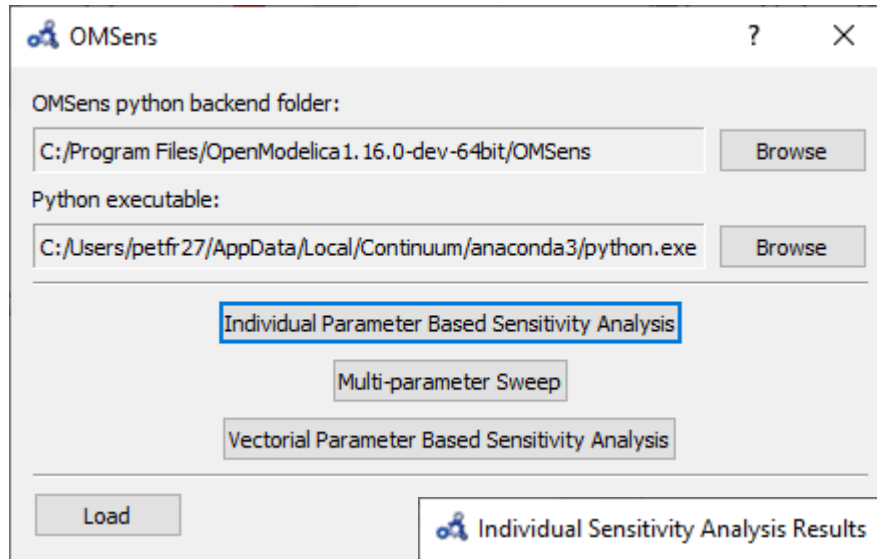 OMSens
OMSens python backend folder:
C:/Program Files/OpenModelica1.16.0-dev-64bit/OMSens Browse
Python executable:
C:/Users/petfr27/AppData/Local/Continuum/anaconda3/python.exe Browse
Individual Parameter Based Sensitivity Analysis
Multi-parameter Sweep
Vectorial Parameter Based Sensitivity Analysis
Load
Individual Sensitivity Analysis Results